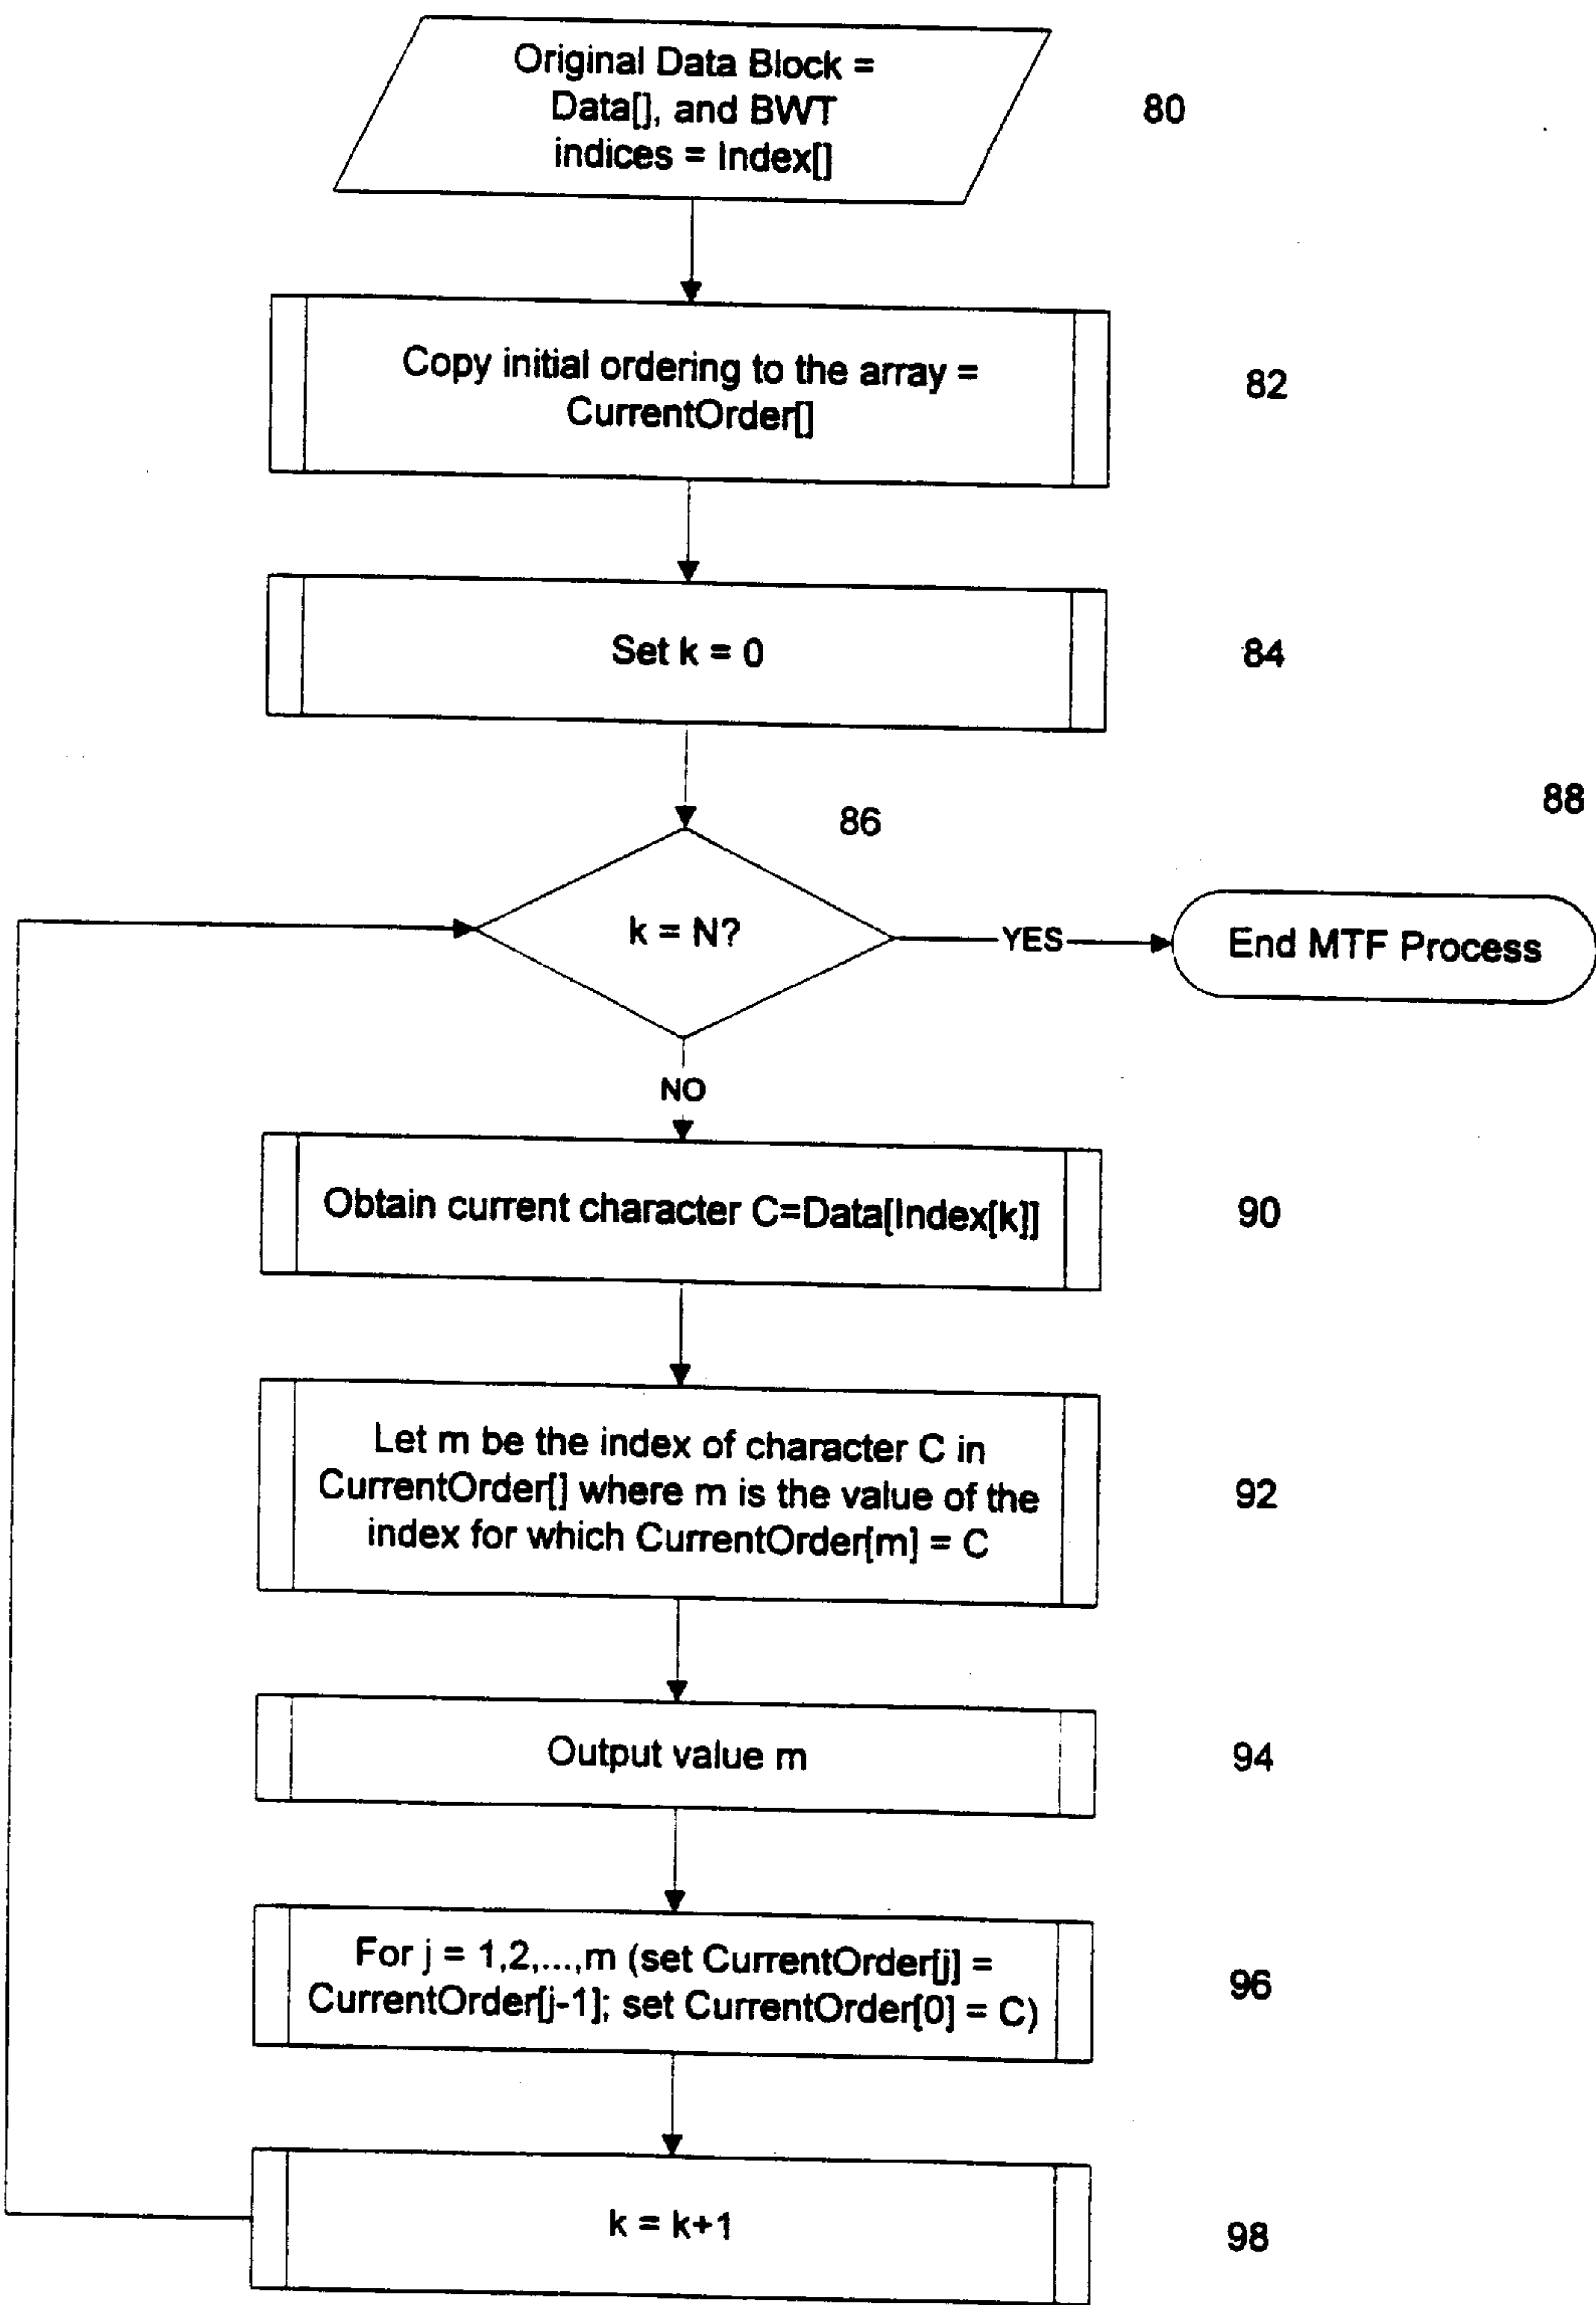 Original Data Block =
Data[], and BWT
indices = Index[]
80
Copy initial ordering to the array =
CurrentOrder[]
82
Set k = 0
84
86
88
k = N?
YES
End MTF Process
NO
Obtain current character C=Data[Index[k]]
90
Let m be the index of character C in
CurrentOrder[] where m is the value of the
index for which CurrentOrder[m] = C
92
Output value m
94
For j = 1,2,...,m (set CurrentOrder[j] =
CurrentOrder[j-1]; set CurrentOrder[0] = C)
96
k = k+1
98